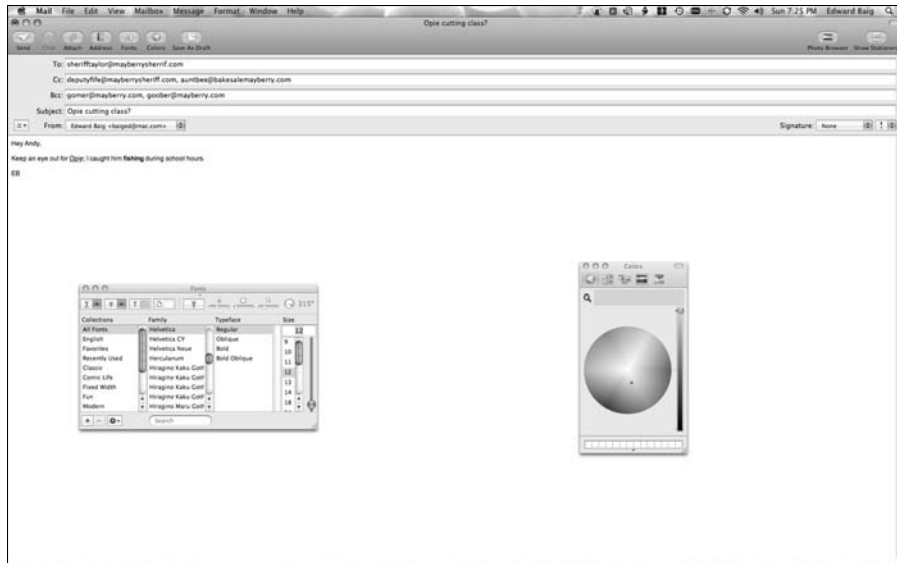 Mail File Edit View Mailbox Message Format Window Help Sun 7:25 PM Edward Baig
Opie cutting class?
Send Chat Attach Address Fonts Colors Save As Draft Photo Browser Show Stationery
To: sherifftaylor@mayberrysherrif.com
Cc: deputyfife@mayberrysheriff.com, auntbee@bakesalemayberry.com
Bcc: gomer@mayberry.com, goober@mayberry.com
Subject: Opie cutting class?
From: Edward Baig <baiged@mac.com> Signature: None
Hey Andy,
Keep an eye out for Opie; I caught him fishing during school hours.
EB
Colors
Fonts
315°
Collections Family Typeface Size
All Fonts Helvetica Regular 12
English Helvetica CY Oblique 9
Favorites Helvetica Neue Bold 10
Recently Used Herculanum Bold Oblique 11
Classic Hiragino Kaku Goth 12
Comic Life Hiragino Kaku Goth 13
Fixed Width Hiragino Kaku Goth 14
Fun Hiragino Kaku Goth 18
Modern Hiragino Maru Goth
Search